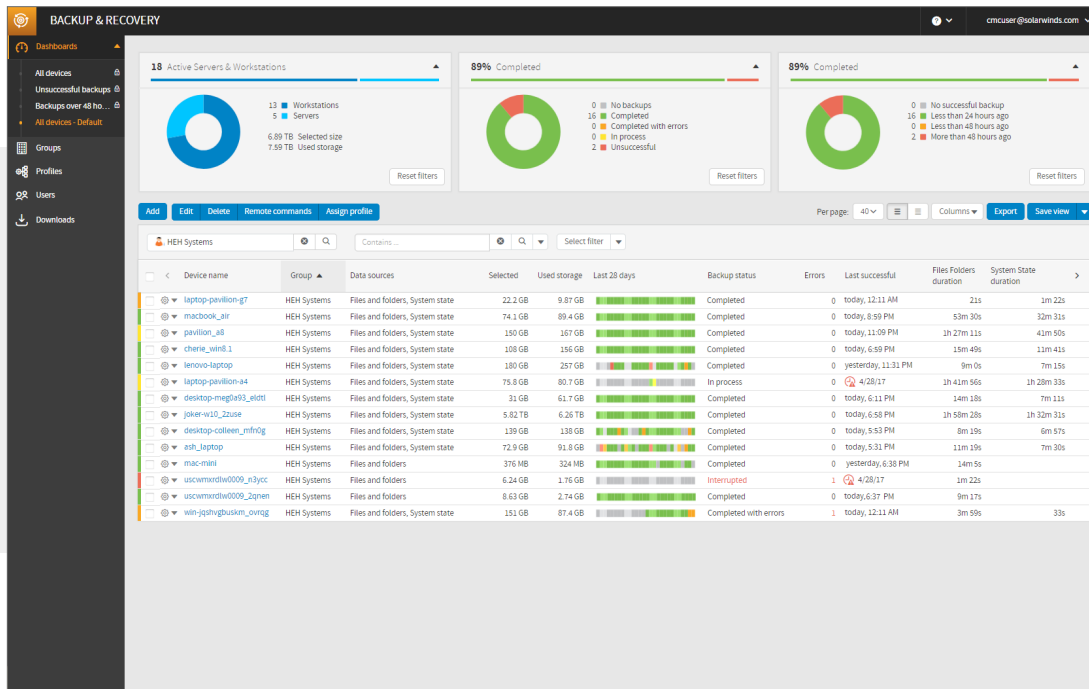 BACKUP & RECOVERY
cmcuser@solarwinds.com
Dashboards
All devices
Unsuccessful backups
Backups over 48 ho...
All devices - Default
Groups
Profiles
Users
Downloads
18 Active Servers & Workstations
13 Workstations
5 Servers
6.89 TB Selected size
7.59 TB Used storage
Reset filters
89% Completed
0 No backups
16 Completed
0 Completed with errors
0 In process
2 Unsuccessful
Reset filters
89% Completed
0 No successful backup
16 Less than 24 hours ago
0 Less than 48 hours ago
2 More than 48 hours ago
Reset filters
Add Edit Delete Remote commands Assign profile Per page: 40 Columns Export Save view
HEH Systems Contains ... Select filter
Device name Group Data sources Selected Used storage Last 28 days Backup status Errors Last successful Files Folders duration System State duration
laptop-pavilion-g7 HEH Systems Files and folders, System state 22.2 GB 9.87 GB Completed 0 today, 12:11 AM 21s 1m 22s
macbook_air HEH Systems Files and folders, System state 74.1 GB 89.4 GB Completed 0 today, 8:59 PM 53m 30s 32m 31s
pavilion_a8 HEH Systems Files and folders, System state 150 GB 167 GB Completed 0 today, 11:09 PM 1h 27m 11s 41m 50s
cherie_win8.1 HEH Systems Files and folders, System state 108 GB 156 GB Completed 0 today, 6:59 PM 15m 49s 11m 41s
lenovo-laptop HEH Systems Files and folders, System state 180 GB 257 GB Completed 0 yesterday, 11:31 PM 9m 0s 7m 15s
laptop-pavilion-a4 HEH Systems Files and folders, System state 75.8 GB 80.7 GB In process 0 4/28/17 1h 41m 56s 1h 28m 33s
desktop-meg0a93_eldtl HEH Systems Files and folders, System state 31 GB 61.7 GB Completed 0 today, 6:11 PM 14m 18s 7m 11s
joker-w10_2zuse HEH Systems Files and folders, System state 5.82 TB 6.26 TB Completed 0 today, 6:58 PM 1h 58m 28s 1h 32m 31s
desktop-colleen_mfn0g HEH Systems Files and folders, System state 139 GB 138 GB Completed 0 today, 5:53 PM 8m 19s 6m 57s
ash_laptop HEH Systems Files and folders, System state 72.9 GB 91.8 GB Completed 0 today, 5:31 PM 11m 19s 7m 30s
mac-mini HEH Systems Files and folders 376 MB 324 MB Completed 0 yesterday, 6:38 PM 14m 5s
uscwmxrdlw0009_n3ycc HEH Systems Files and folders 6.24 GB 1.76 GB Interrupted 1 4/28/17 1m 22s
uscwmxrdlw0009_2qnen HEH Systems Files and folders 8.63 GB 2.74 GB Completed 0 today,6:37 PM 9m 17s
win-jqshvgbuskm_ovrqg HEH Systems Files and folders, System state 151 GB 87.4 GB Completed with errors 1 today, 12:11 AM 3m 59s 33s